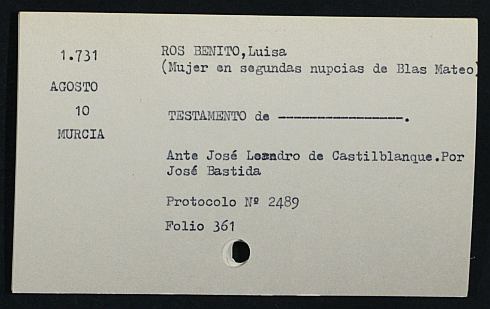 1.731
AGOSTO
10
MURCIA
ROS BENITO,Luisa
(Mujer en segundas nupcias de Blas Mateo)
TESTAMENTO de ----------------.
Ante José Leandro de Castilblanque.Por
José Bastida
Protocolo Nº 2489
Folio 361